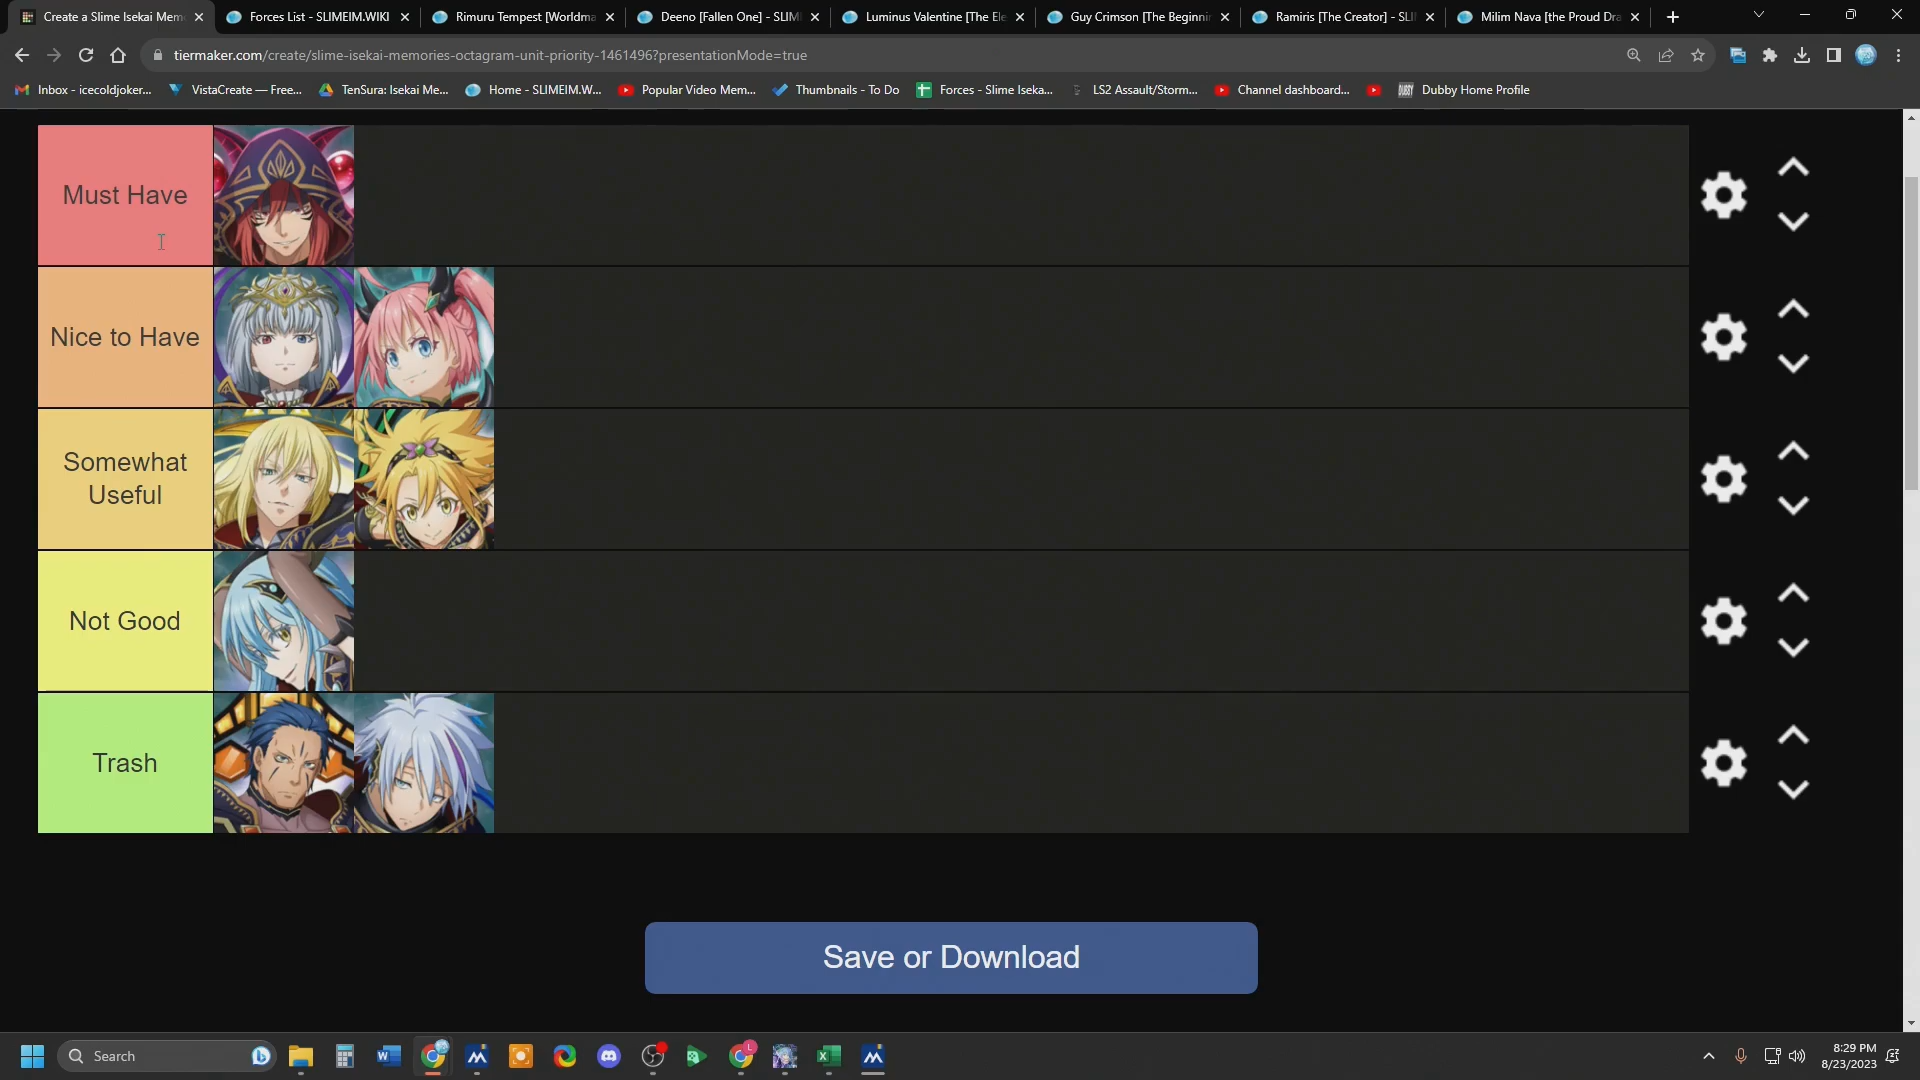 Create a Slime Isekai Mem
Forces List - SLIMEIM.WIKI
Rimuru Tempest [Worldma
Deeno [Fallen One] - SLIM
Luminus Valentine [The Ele
Guy Crimson [The Beginnin
Ramiris [The Creator] - SLI
Milim Nava [the Proud Dra
tiermaker.com/create/slime-isekai-memories-octagram-unit-priority-1461496?presentationMode=true
Inbox - icecoldjoker...
VistaCreate — Free...
TenSura: Isekai Me...
Home - SLIMEIM.W...
Popular Video Mem...
Thumbnails - To Do
Forces - Slime Iseka...
LS2 Assault/Storm...
Channel dashboard...
DUBBY
Dubby Home Profile
Must Have
Nice to Have
Somewhat
Useful
Not Good
Trash
Save or Download
Search
8:29 PM
8/23/2023